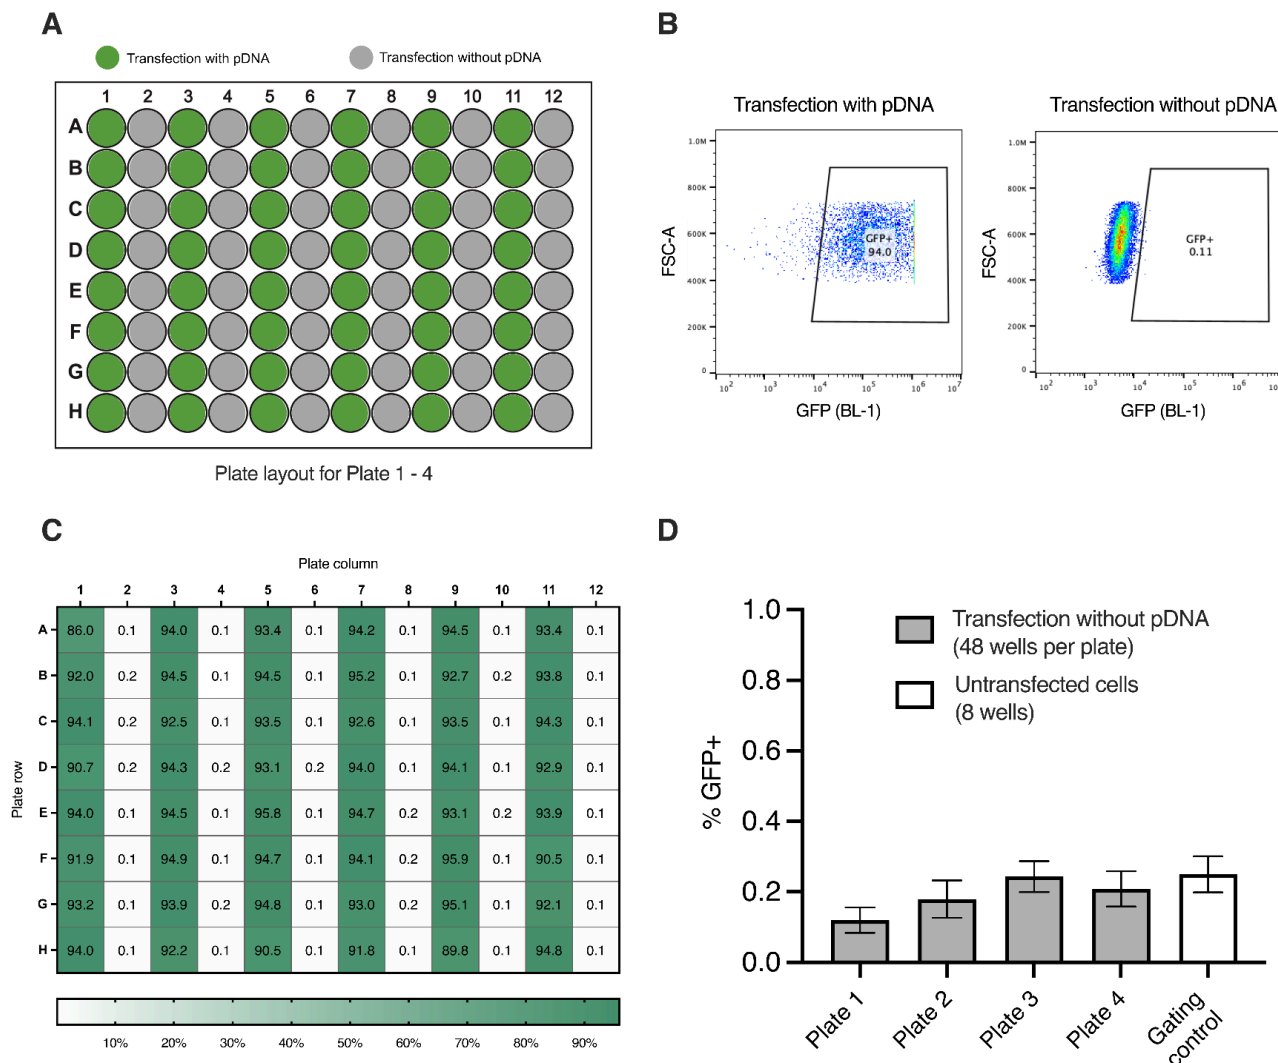 A
Transfection with pDNA
Transfection without pDNA
1 2 3 4 5 6 7 8 9 10 11 12
A
B
C
D
E
F
G
H
Plate layout for Plate 1 - 4
B
Transfection with pDNA
1.0M
800K
600K
400K
200K
0
FSC-A
GFP+
94.0
10² 10³ 10⁴ 10⁵ 10⁶ 10⁷
GFP (BL-1)
Transfection without pDNA
1.0M
800K
600K
400K
200K
0
FSC-A
GFP+
0.11
10² 10³ 10⁴ 10⁵ 10⁶
GFP (BL-1)
C
Plate column
1 2 3 4 5 6 7 8 9 10 11 12
Plate row
A 86.0 0.1 94.0 0.1 93.4 0.1 94.2 0.1 94.5 0.1 93.4 0.1
B 92.0 0.2 94.5 0.1 94.5 0.1 95.2 0.1 92.7 0.2 93.8 0.1
C 94.1 0.2 92.5 0.1 93.5 0.1 92.6 0.1 93.5 0.1 94.3 0.1
D 90.7 0.2 94.3 0.2 93.1 0.2 94.0 0.1 94.1 0.1 92.9 0.1
E 94.0 0.1 94.5 0.1 95.8 0.1 94.7 0.2 93.1 0.2 93.9 0.1
F 91.9 0.1 94.9 0.1 94.7 0.1 94.1 0.2 95.9 0.1 90.5 0.1
G 93.2 0.1 93.9 0.2 94.8 0.1 93.0 0.2 95.1 0.1 92.1 0.1
H 94.0 0.1 92.2 0.1 90.5 0.1 91.8 0.1 89.8 0.1 94.8 0.1
10% 20% 30% 40% 50% 60% 70% 80% 90%
D
Transfection without pDNA
(48 wells per plate)
Untransfected cells
(8 wells)
% GFP+
1.0
0.8
0.6
0.4
0.2
0.0
Plate 1
Plate 2
Plate 3
Plate 4
Gating
control